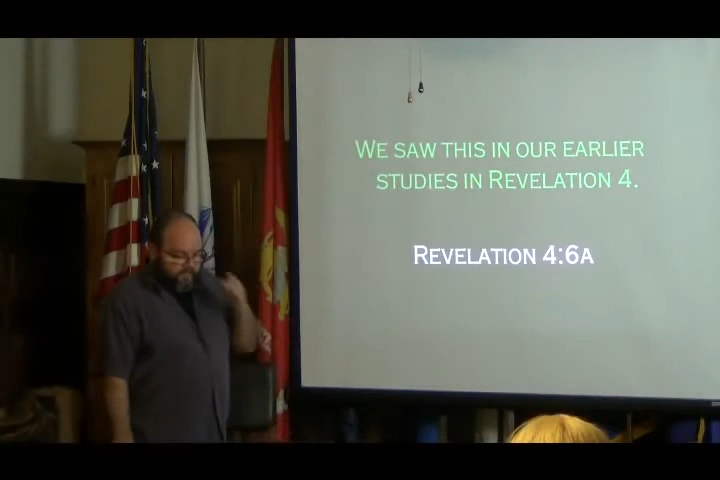 We saw this in our earlier
studies in Revelation 4.
Revelation 4:6a